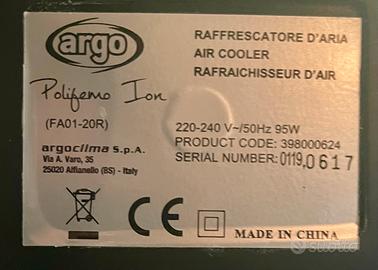 argo
RAFFRESCATORE D'ARIA
AIR COOLER
RAFRAICHISSEUR D'AIR
Polifemo Ion
(FA01-20R)
220-240 V~/50Hz 95W
PRODUCT CODE: 398000624
SERIAL NUMBER: 0119,0617
argoclima S.p.A.
Via A. Varo, 35
25020 Alfianello (BS) - Italy
CE
MADE IN CHINA
subito